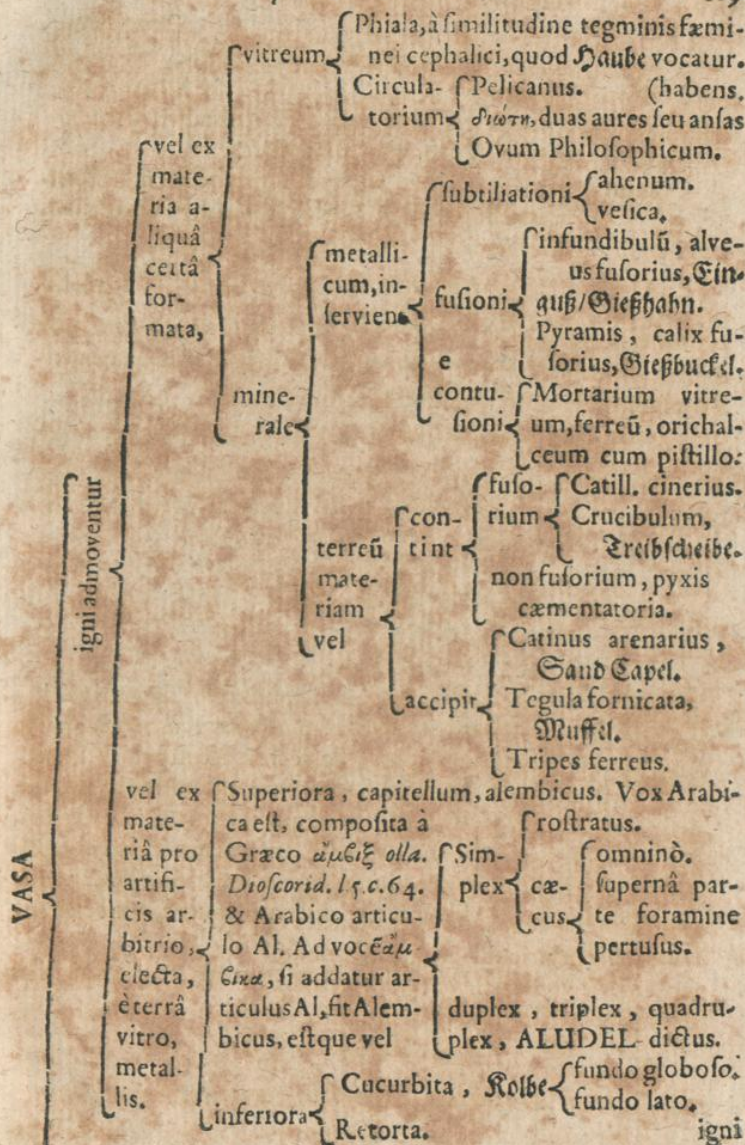 VASA
igni admoventur
vel ex
mate-
ria a-
liquâ
certâ
for-
mata,
vitreum
Phiala, à ſimilitudine tegminis fæmi-
nei cephalici, quod Haube vocatur.
Circula-
torium
Pelicanus. (habens.
διώτη, duas aures ſeu anſas
Ovum Philoſophicum.
mine-
rale
metalli-
cum, in-
ſerviens
ſubtiliationi
ahenum.
veſica.
fuſioni
infundibulū, alve-
us fuſorius, Ein-
guß/Gießhahn.
Pyramis, calix fu-
ſorius, Gießbuckel.
e
contu-
ſioni
Mortarium vitre-
um, ferreū, orichal-
ceum cum piſtillo.
terreū
mate-
riam
vel
con-
tint
fuſo-
rium
Catill. cinerius.
Crucibulum,
Treibſcheibe.
non fuſorium, pyxis
cæmentatoria.
accipit
Catinus arenarius,
Sand Capel.
Tegula fornicata,
Muffel.
Tripes ferreus.
vel ex
mate-
riâ pro
artifi-
cis ar-
bitrio,
electa,
è terrâ
vitro,
metal-
lis.
Superiora, capitellum, alembicus. Vox Arabi-
ca eſt, compoſita à
Græco ἄμϐιξ olla.
Dioſcorid. l 5. c. 64.
& Arabico articu-
lo Al. Ad vocē ἄμ-
ϐικα, ſi addatur ar-
ticulus Al, fit Alem-
bicus, eſtque vel
Sim-
plex
roſtratus.
cæ-
cus
omninò.
ſupernâ par-
te foramine
pertuſus.
duplex, triplex, quadru-
plex, ALUDEL dictus.
inferiora
Cucurbita, Kolbe
fundo globoſo.
fundo lato.
Retorta.
igni